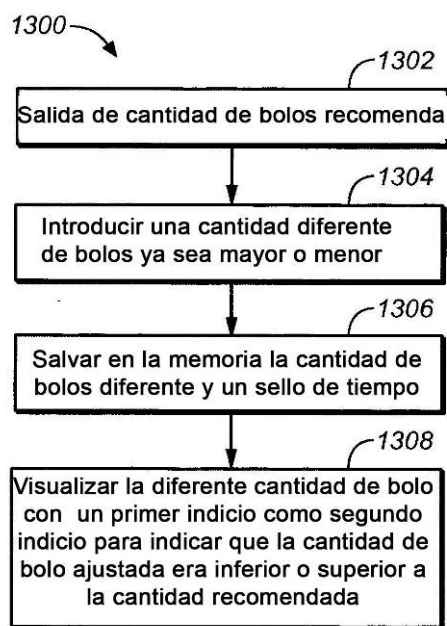 1300
1302
Salida de cantidad de bolos recomenda
1304
Introducir una cantidad diferente
de bolos ya sea mayor o menor
1306
Salvar en la memoria la cantidad de
bolos diferente y un sello de tiempo
1308
Visualizar la diferente cantidad de bolo
con un primer indicio como segundo
indicio para indicar que la cantidad de
bolo ajustada era inferior o superior a
la cantidad recomendada